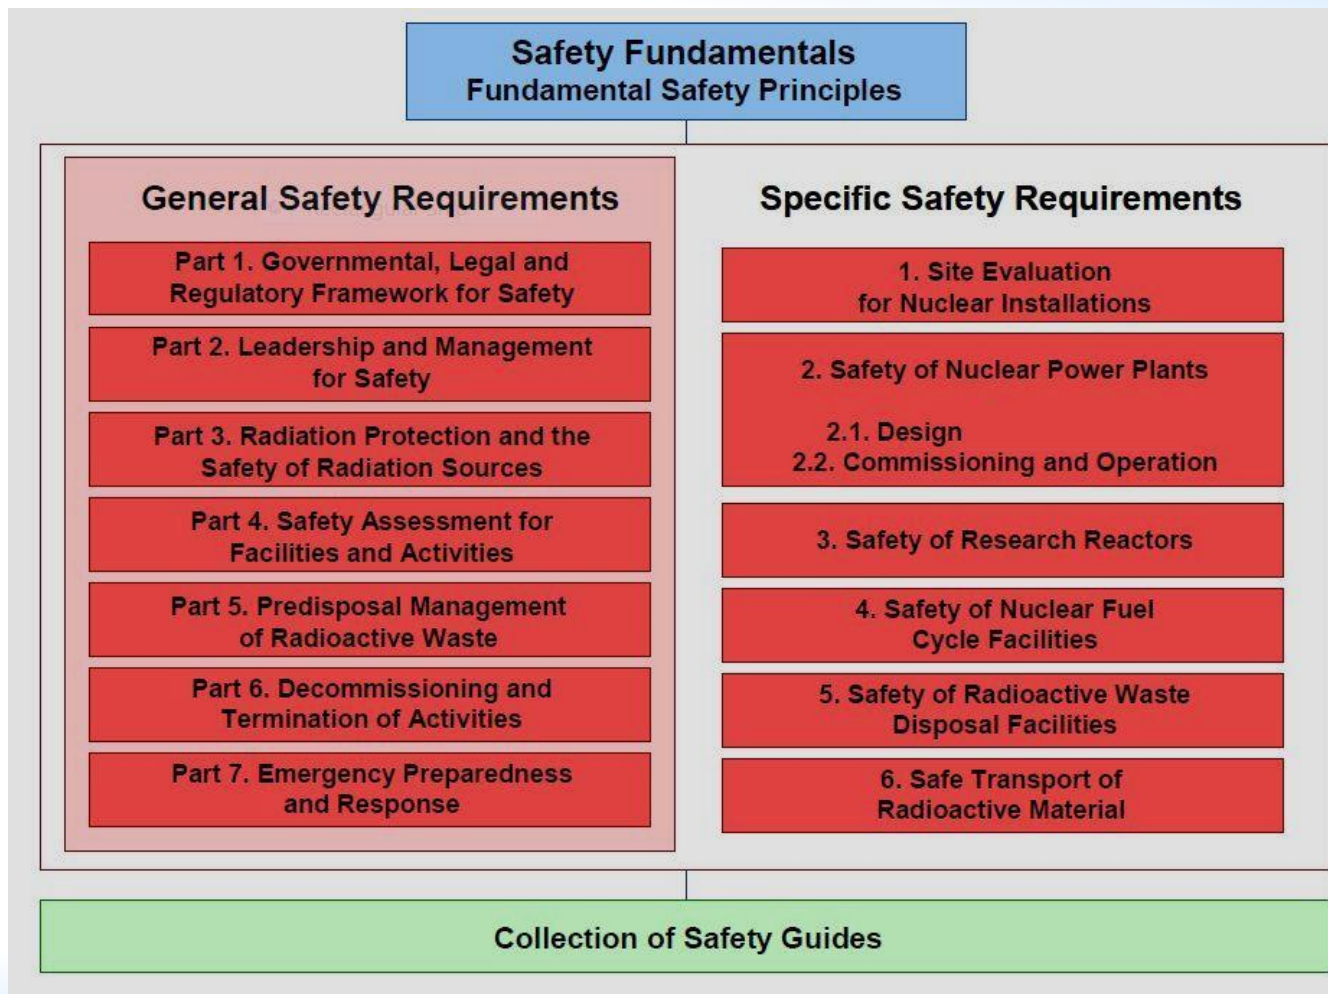 Safety Fundamentals
Fundamental Safety Principles
General Safety Requirements
Part 1. Governmental, Legal and
Regulatory Framework for Safety
Part 2. Leadership and Management
for Safety
Part 3. Radiation Protection and the
Safety of Radiation Sources
Part 4. Safety Assessment for
Facilities and Activities
Part 5. Predisposal Management
of Radioactive Waste
Part 6. Decommissioning and
Termination of Activities
Part 7. Emergency Preparedness
and Response
Specific Safety Requirements
1. Site Evaluation
for Nuclear Installations
2. Safety of Nuclear Power Plants
2.1. Design
2.2. Commissioning and Operation
3. Safety of Research Reactors
4. Safety of Nuclear Fuel
Cycle Facilities
5. Safety of Radioactive Waste
Disposal Facilities
6. Safe Transport of
Radioactive Material
Collection of Safety Guides